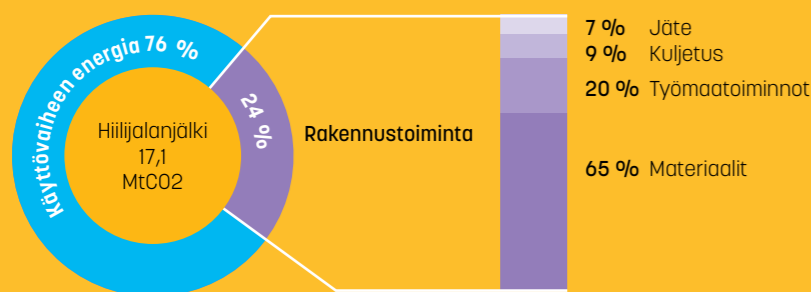 Käyttövaiheen energia 76 %
24 %
Hiilijalanjälki
17,1
MtCO2
Rakennustoiminta
7 % Jäte
9 % Kuljetus
20 % Työmaatoiminnot
65 % Materiaalit